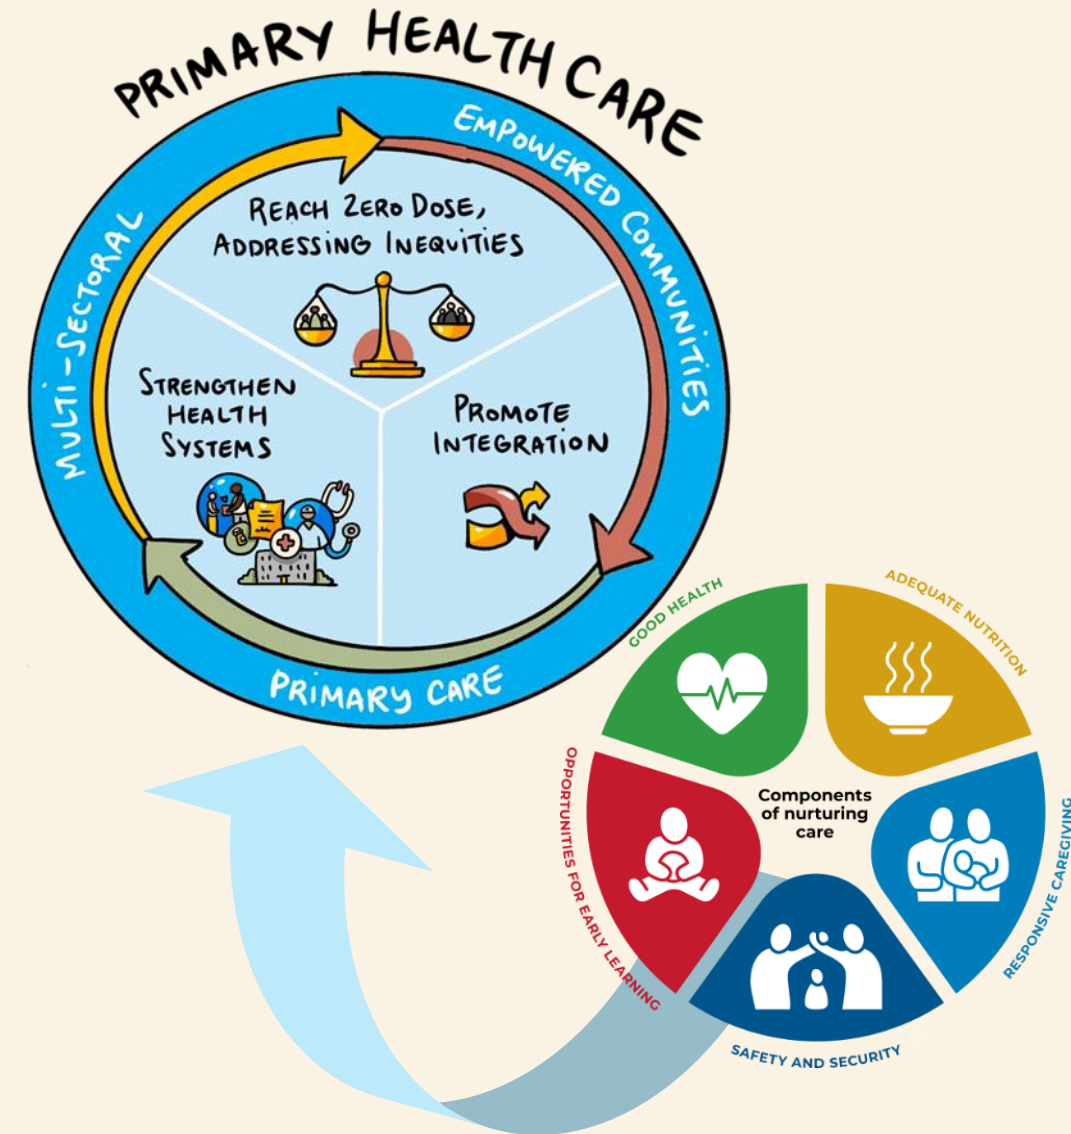 PRIMARY HEALTH CARE
EMPOWERED COMMUNITIES
MULTI-SECTORAL
REACH ZERO DOSE,
ADDRESSING INEQUITIES
STRENGTHEN
HEALTH
SYSTEMS
PROMOTE
INTEGRATION
PRIMARY CARE
GOOD HEALTH
ADEQUATE NUTRITION
OPPORTUNITIES FOR EARLY LEARNING
Components
of nurturing
care
RESPONSIVE CAREGIVING
SAFETY AND SECURITY